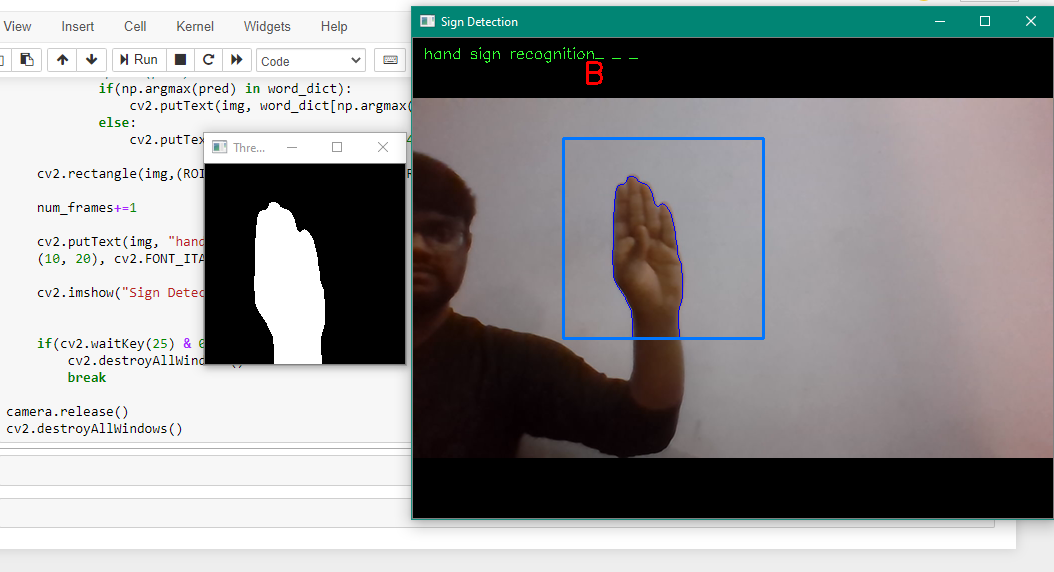 View Insert Cell Kernel Widgets Help
Run Code
if(np.argmax(pred) in word_dict):
cv2.putText(img, word_dict[np.argmax(
else:
cv2.putTex
cv2.rectangle(img,(ROI
num_frames+=1
cv2.putText(img, "hand
(10, 20), cv2.FONT_ITA
cv2.imshow("Sign Detec
if(cv2.waitKey(25) & 0
cv2.destroyAllWind
break
camera.release()
cv2.destroyAllWindows()
Thre...
Sign Detection
hand sign recognition_ _ _
B